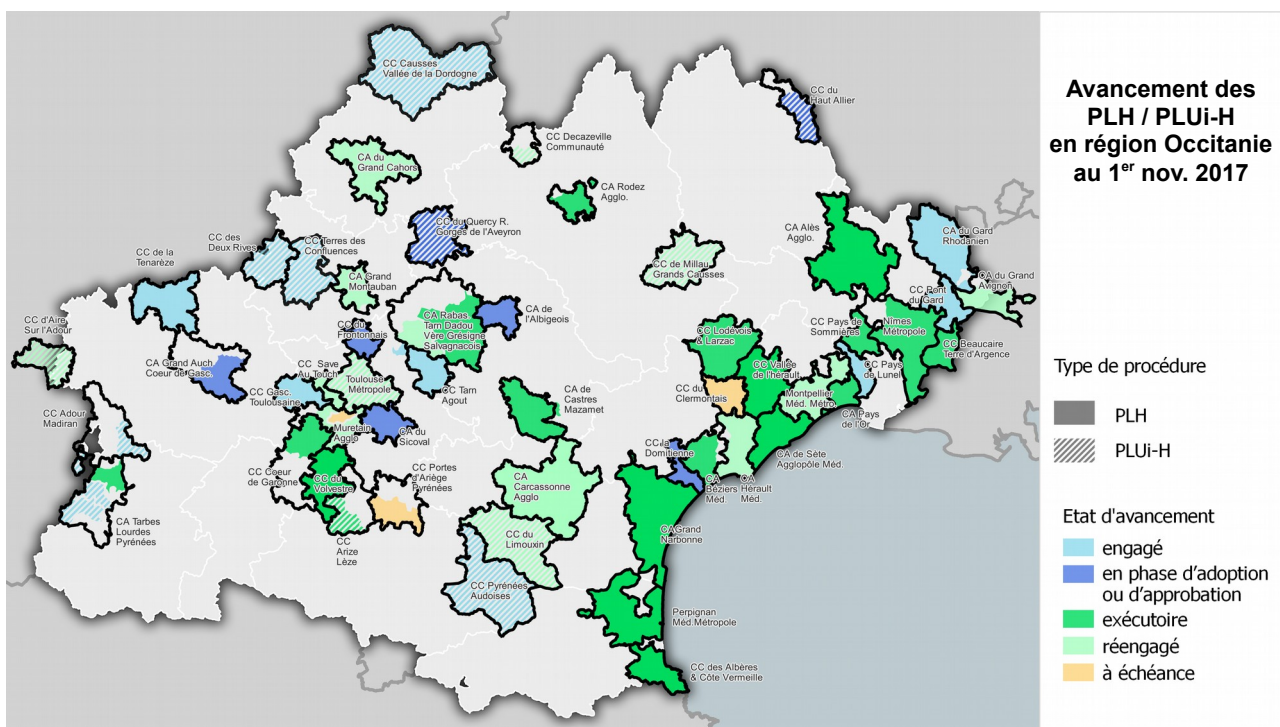 CC Causses
Vallée de la Dordogne
CC du
Haut Allier
CC Decazeville
Communauté
CA du
Grand Cahors
CA Rodez
Agglo.
CC du Quercy R.
Gorges de l'Aveyron
CC des
Deux Rives
CC Terres des
Confluences
CC de la
Tenarèze
CA Grand
Montauban
CC de Millau
Grands Causses
CA Alès
Agglo.
CA du Gard
Rhodanien
CA du Grand
Avignon
CC Pont
du Gard
CC d'Aire
Sur l'Adour
CA Rabas.
Tarn Dadou
Vère Grésigne
Salvagnacois
CA de
l'Albigeois
CC du
Frontonnais
CC Lodévois
& Larzac
CC Pays de
Sommières
Nîmes
Métropole
CC Beaucaire
Terre d'Argence
CA Grand Auch
Coeur de Gasc.
CC Save
Au Touch
Toulouse
Métropole
CC Gasc.
Toulousaine
CC Tarn
Agout
CA de
Castres
Mazamet
CC Vallée
de l'hérault
CC du
Clermontais
Montpellier
Méd. Métro.
CC Pays
de Lunel
CA Pays
de l'Or
CC Adour
Madiran
Muretain
Agglo
CA du
Sicoval
CC la
Domitienne
CA de Sète
Agglopôle Méd.
CC Coeur
de Garonne
CC du
Volvestre
CC Portes
d'Ariège
Pyrénées
CA
Carcassonne
Agglo
CA
Béziers
Méd.
CA
Hérault
Méd.
CA Tarbes
Lourdes
Pyrénées
CC
Arize
Lèze
CC du
Limouxin
CAGrand
Narbonne
CC Pyrénées
Audoises
Perpignan
Méd.Métropole
CC des Albères
& Côte Vermeille
Avancement des
PLH / PLUi-H
en région Occitanie
au 1er nov. 2017
Type de procédure
PLH
PLUi-H
Etat d'avancement
engagé
en phase d'adoption
ou d'approbation
exécutoire
réengagé
à échéance